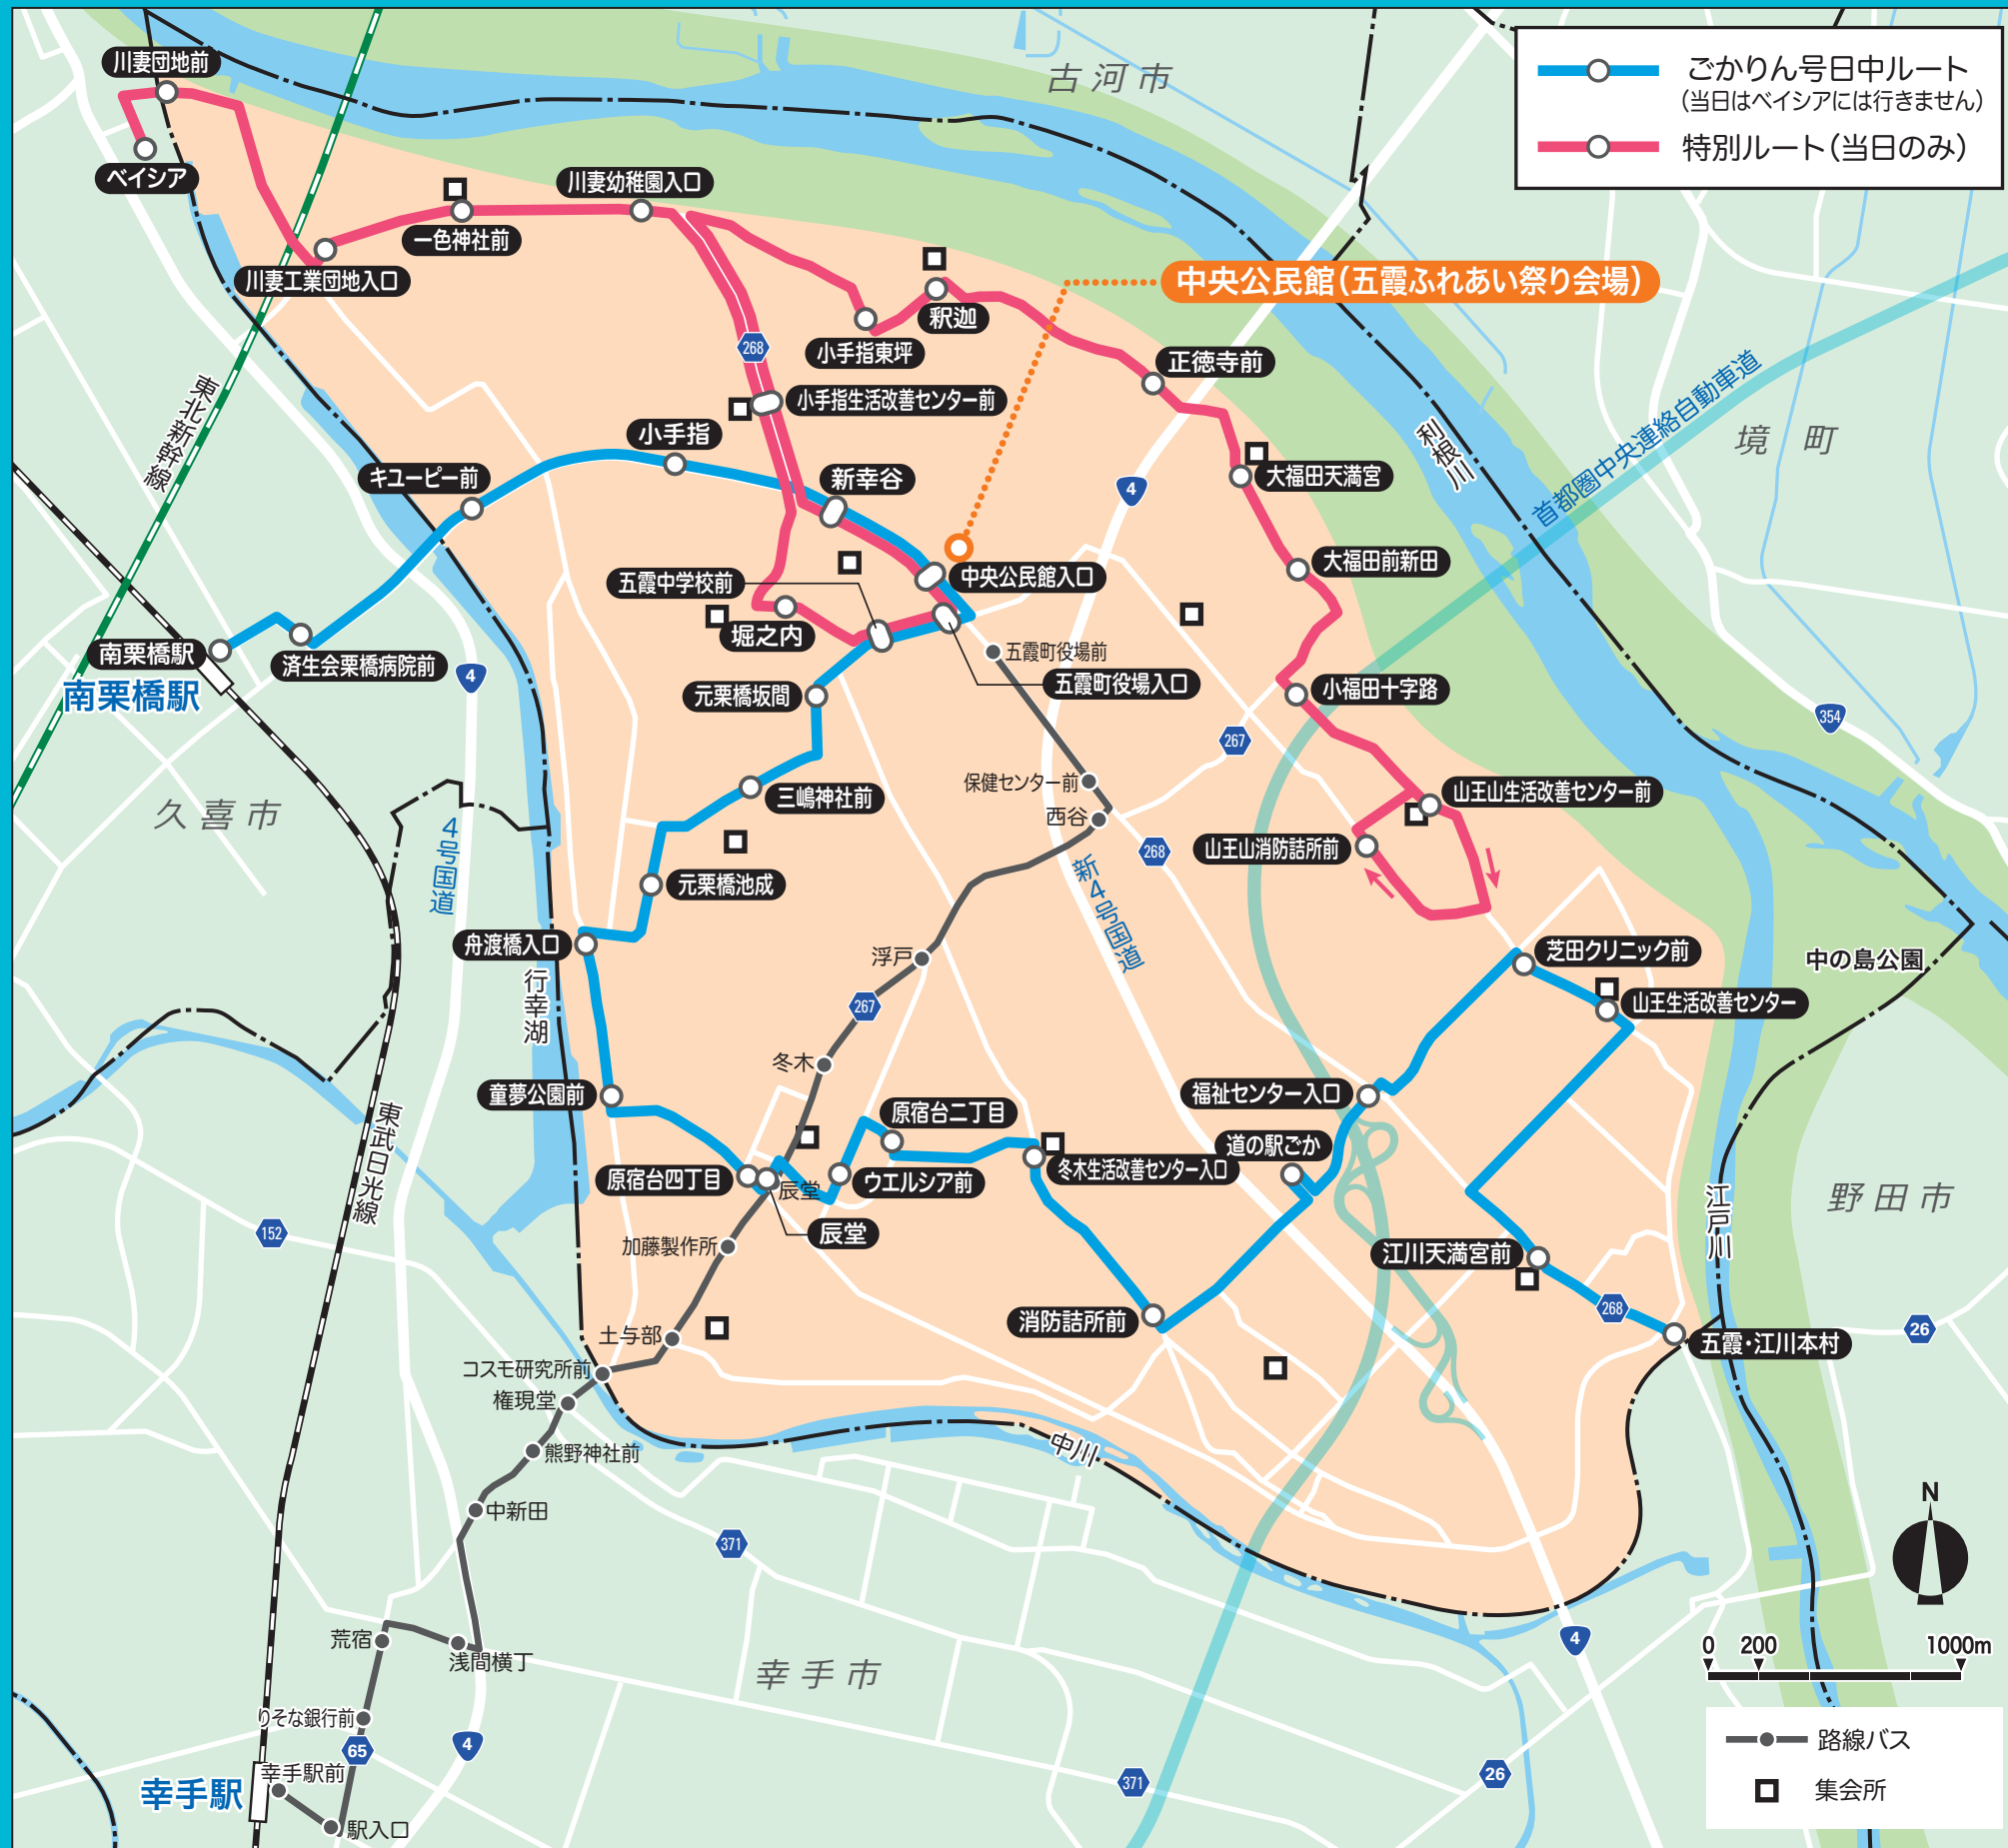 川妻団地前
古河市
ごかりん号日中ルート
(当日はベイシアには行きません)
特別ルート(当日のみ)
ベイシア
川妻幼稚園入口
一色神社前
川妻工業団地入口
中央公民館(五霞ふれあい祭り会場)
釈迦
小手指東坪
268
正徳寺前
小手指生活改善センター前
東北新幹線
利根川
首都圏中央連絡自動車道
境町
小手指
キユーピー前
新幸谷
4
大福田天満宮
大福田前新田
五霞中学校前
中央公民館入口
堀之内
南栗橋駅
南栗橋駅
済生会栗橋病院前
4
五霞町役場前
五霞町役場入口
元栗橋坂間
小福田十字路
354
267
久喜市
4号国道
三嶋神社前
保健センター前
西谷
268
新4号国道
山王山生活改善センター前
山王山消防詰所前
元栗橋池成
舟渡橋入口
行幸湖
浮戸
267
芝田クリニック前
中の島公園
山王生活改善センター
冬木
童夢公園前
原宿台二丁目
福祉センター入口
東武日光線
道の駅ごか
冬木生活改善センター入口
原宿台四丁目
辰堂
ウエルシア前
辰堂
152
江戸川
野田市
加藤製作所
江川天満宮前
消防詰所前
268
26
土与部
五霞・江川本村
コスモ研究所前
権現堂
熊野神社前
中川
中新田
371
N
荒宿
浅間横丁
幸手市
4
0 200 1000m
りそな銀行前
65
4
路線バス
幸手駅前
幸手駅
371
26
集会所
駅入口